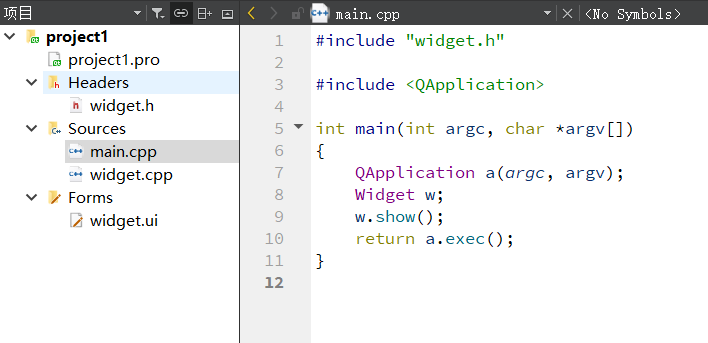 项目
main.cpp
<No Symbols>
project1
project1.pro
Headers
widget.h
Sources
main.cpp
widget.cpp
Forms
widget.ui
1 #include "widget.h"
2
3 #include <QApplication>
4
5 int main(int argc, char *argv[])
6 {
7 QApplication a(argc, argv);
8 Widget w;
9 w.show();
10 return a.exec();
11 }
12